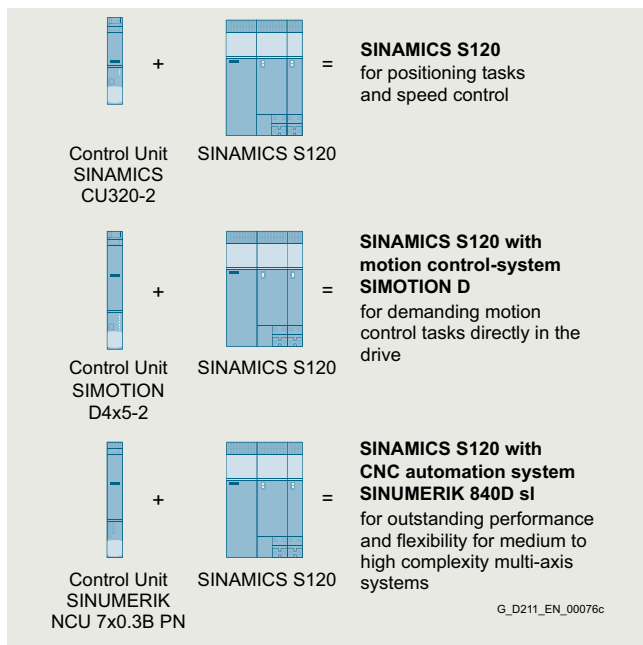 +
=
SINAMICS S120
for positioning tasks
and speed control
Control Unit
SINAMICS
CU320-2
SINAMICS S120
+
=
SINAMICS S120 with
motion control-system
SIMOTION D
for demanding motion
control tasks directly in the
drive
Control Unit
SIMOTION
D4x5-2
SINAMICS S120
+
=
SINAMICS S120 with
CNC automation system
SINUMERIK 840D sl
for outstanding performance
and flexibility for medium to
high complexity multi-axis
systems
Control Unit
SINUMERIK
NCU 7x0.3B PN
SINAMICS S120
G_D211_EN_00076c